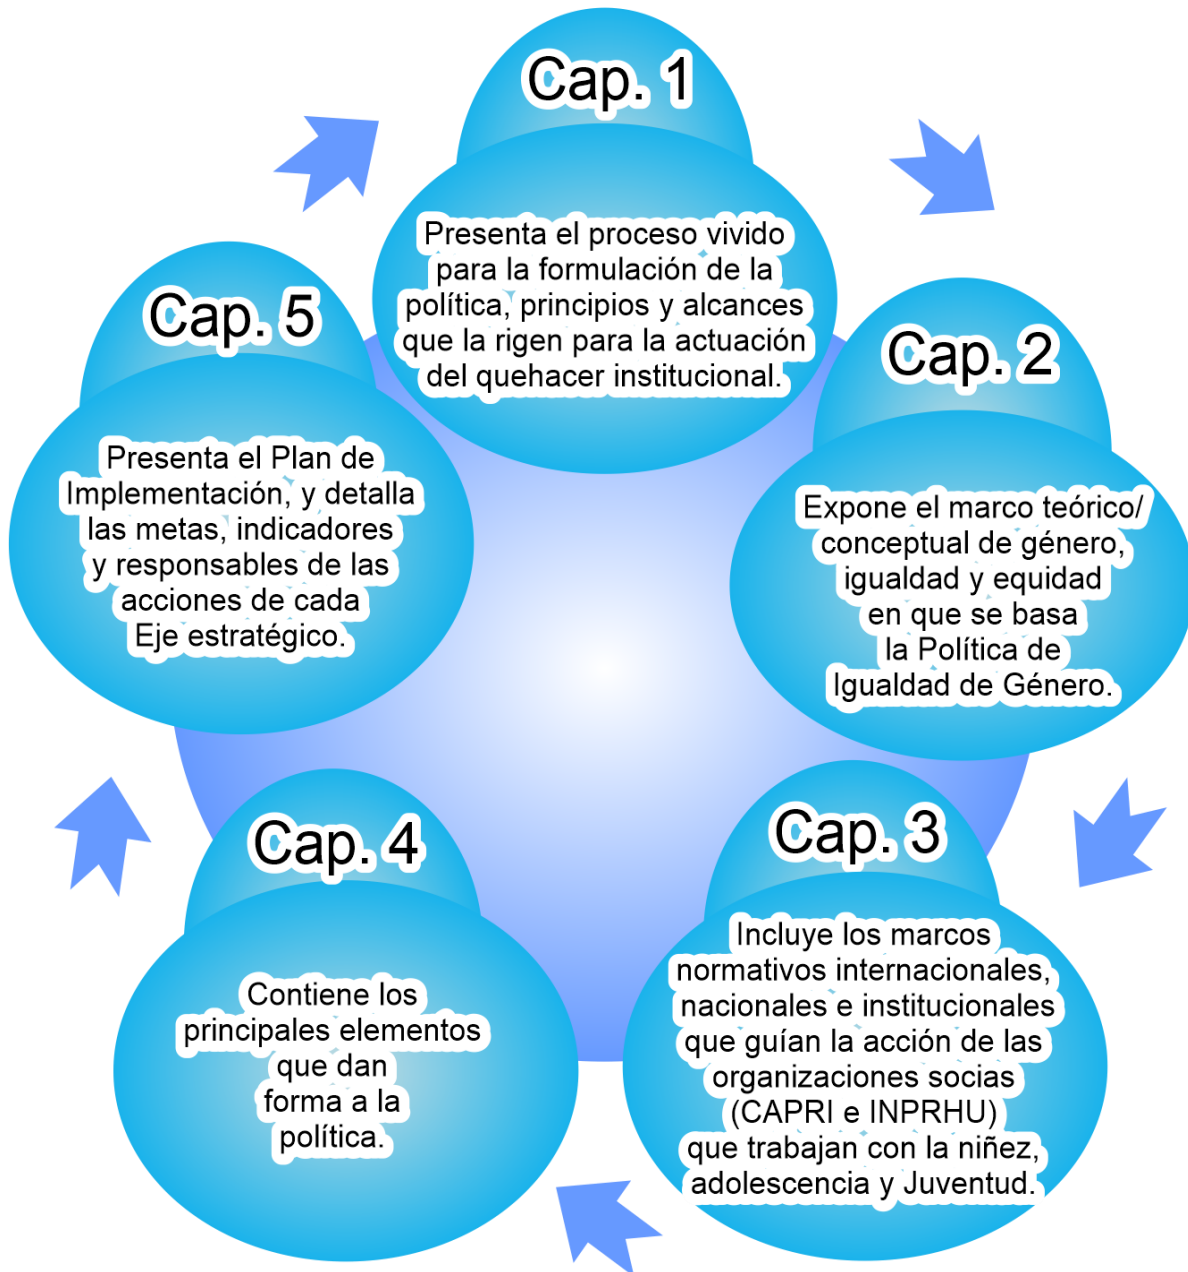 Cap. 1
Presenta el proceso vivido
para la formulación de la
política, principios y alcances
que la rigen para la actuación
del quehacer institucional.
Cap. 2
Expone el marco teórico/
conceptual de género,
igualdad y equidad
en que se basa
la Política de
Igualdad de Género.
Cap. 3
Incluye los marcos
normativos internacionales,
nacionales e institucionales
que guían la acción de las
organizaciones socias
(CAPRI e INPRHU)
que trabajan con la niñez,
adolescencia y Juventud.
Cap. 4
Contiene los
principales elementos
que dan
forma a la
política.
Cap. 5
Presenta el Plan de
Implementación, y detalla
las metas, indicadores
y responsables de las
acciones de cada
Eje estratégico.